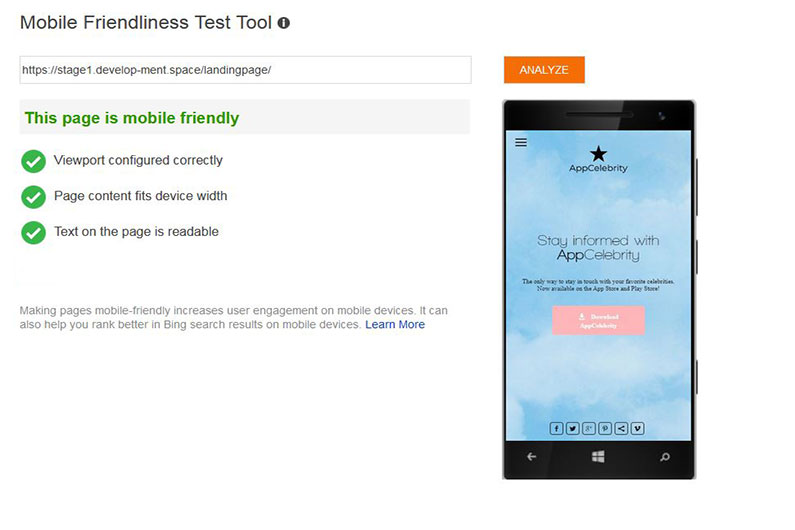 Mobile Friendliness Test Tool
https://stage1.develop-ment.space/landingpage/
ANALYZE
This page is mobile friendly
Viewport configured correctly
Page content fits device width
Text on the page is readable
Making pages mobile-friendly increases user engagement on mobile devices. It can
also help you rank better in Bing search results on mobile devices. Learn More
AppCelebrity
Stay informed with
AppCelebrity
The only way to stay in touch with your favorite celebrities.
Now available on the App Store and Play Store!
Download
AppCelebrity